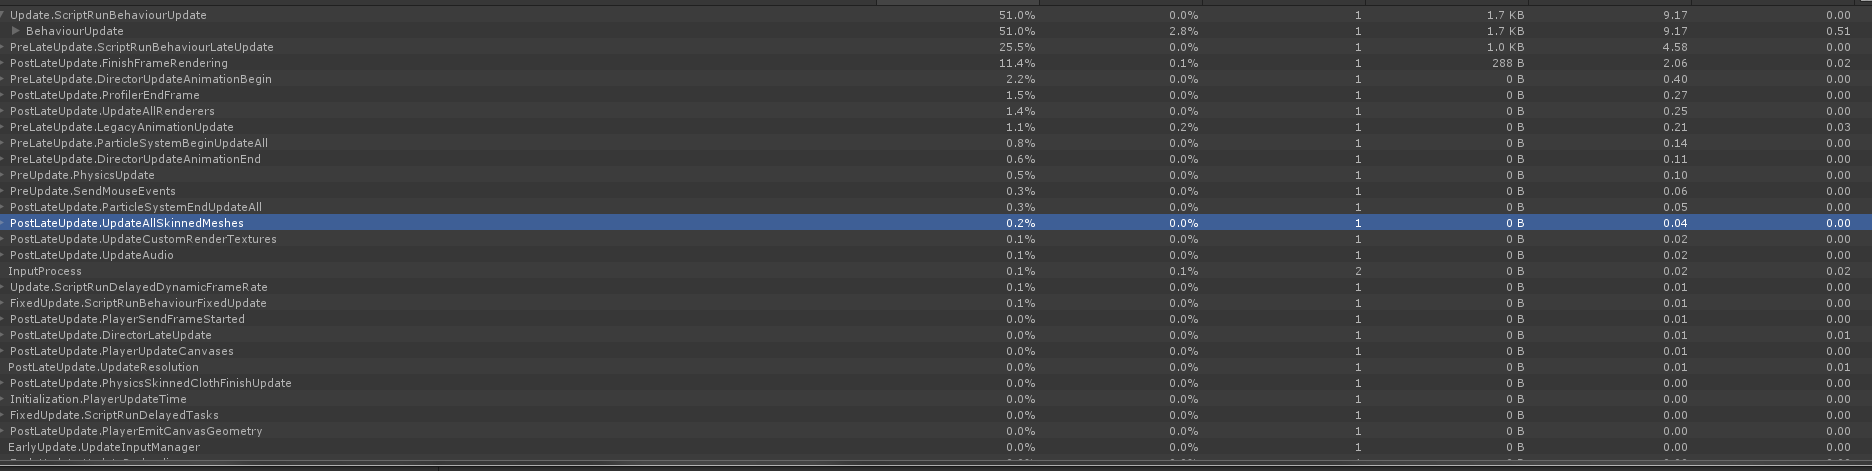 Update.ScriptRunBehaviourUpdate 51.0% 0.0% 1 1.7 KB 9.17 0.00
BehaviourUpdate 51.0% 2.8% 1 1.7 KB 9.17 0.51
PreLateUpdate.ScriptRunBehaviourLateUpdate 25.5% 0.0% 1 1.0 KB 4.58 0.00
PostLateUpdate.FinishFrameRendering 11.4% 0.1% 1 288 B 2.06 0.02
PreLateUpdate.DirectorUpdateAnimationBegin 2.2% 0.0% 1 0 B 0.40 0.00
PostLateUpdate.ProfilerEndFrame 1.5% 0.0% 1 0 B 0.27 0.00
PostLateUpdate.UpdateAllRenderers 1.4% 0.0% 1 0 B 0.25 0.00
PreLateUpdate.LegacyAnimationUpdate 1.1% 0.2% 1 0 B 0.21 0.03
PreLateUpdate.ParticleSystemBeginUpdateAll 0.8% 0.0% 1 0 B 0.14 0.00
PreLateUpdate.DirectorUpdateAnimationEnd 0.6% 0.0% 1 0 B 0.11 0.00
PreUpdate.PhysicsUpdate 0.5% 0.0% 1 0 B 0.10 0.00
PreUpdate.SendMouseEvents 0.3% 0.0% 1 0 B 0.06 0.00
PostLateUpdate.ParticleSystemEndUpdateAll 0.3% 0.0% 1 0 B 0.05 0.00
PostLateUpdate.UpdateAllSkinnedMeshes 0.2% 0.0% 1 0 B 0.04 0.00
PostLateUpdate.UpdateCustomRenderTextures 0.1% 0.0% 1 0 B 0.02 0.00
PostLateUpdate.UpdateAudio 0.1% 0.0% 1 0 B 0.02 0.00
InputProcess 0.1% 0.1% 2 0 B 0.02 0.02
Update.ScriptRunDelayedDynamicFrameRate 0.1% 0.0% 1 0 B 0.01 0.00
FixedUpdate.ScriptRunBehaviourFixedUpdate 0.1% 0.0% 1 0 B 0.01 0.00
PostLateUpdate.PlayerSendFrameStarted 0.0% 0.0% 1 0 B 0.01 0.00
PostLateUpdate.DirectorLateUpdate 0.0% 0.0% 1 0 B 0.01 0.01
PostLateUpdate.PlayerUpdateCanvases 0.0% 0.0% 1 0 B 0.01 0.00
PostLateUpdate.UpdateResolution 0.0% 0.0% 1 0 B 0.01 0.01
PostLateUpdate.PhysicsSkinnedClothFinishUpdate 0.0% 0.0% 1 0 B 0.00 0.00
Initialization.PlayerUpdateTime 0.0% 0.0% 1 0 B 0.00 0.00
FixedUpdate.ScriptRunDelayedTasks 0.0% 0.0% 1 0 B 0.00 0.00
PostLateUpdate.PlayerEmitCanvasGeometry 0.0% 0.0% 1 0 B 0.00 0.00
EarlyUpdate.UpdateInputManager 0.0% 0.0% 1 0 B 0.00 0.00